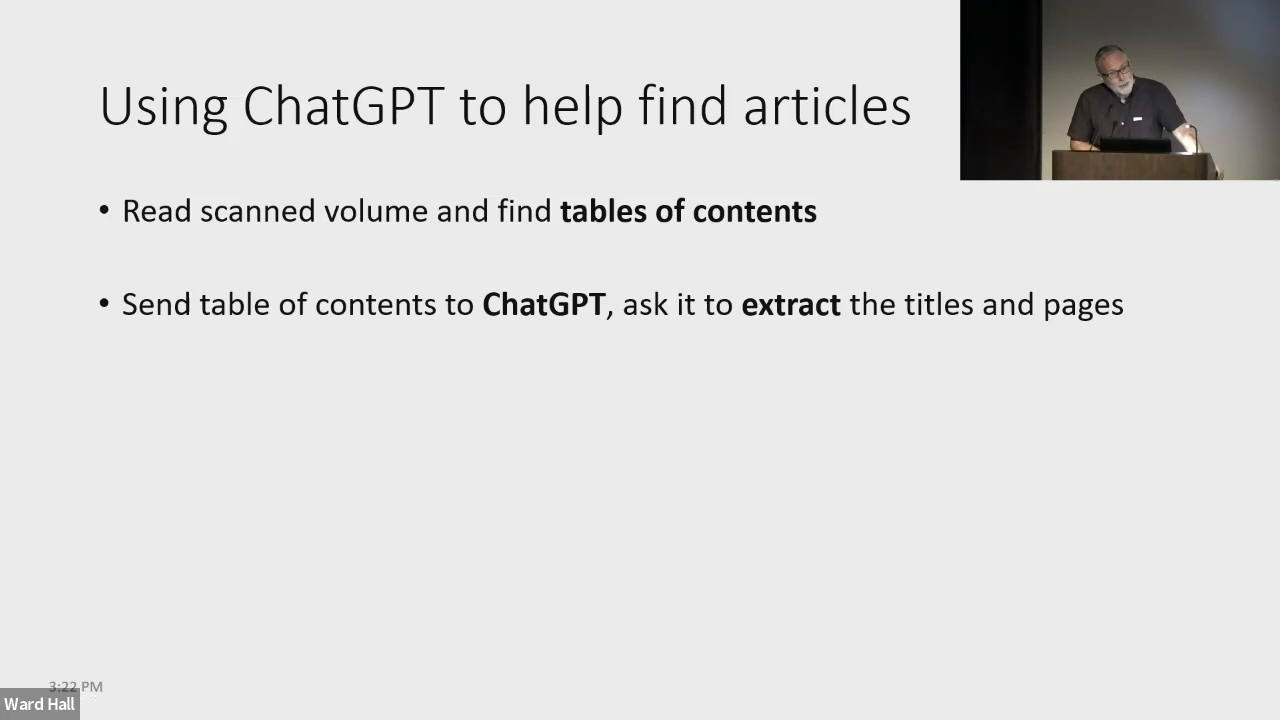 Using ChatGPT to help find articles
• Read scanned volume and find tables of contents
• Send table of contents to ChatGPT, ask it to extract the titles and pages
3:22 PM
Ward Hall